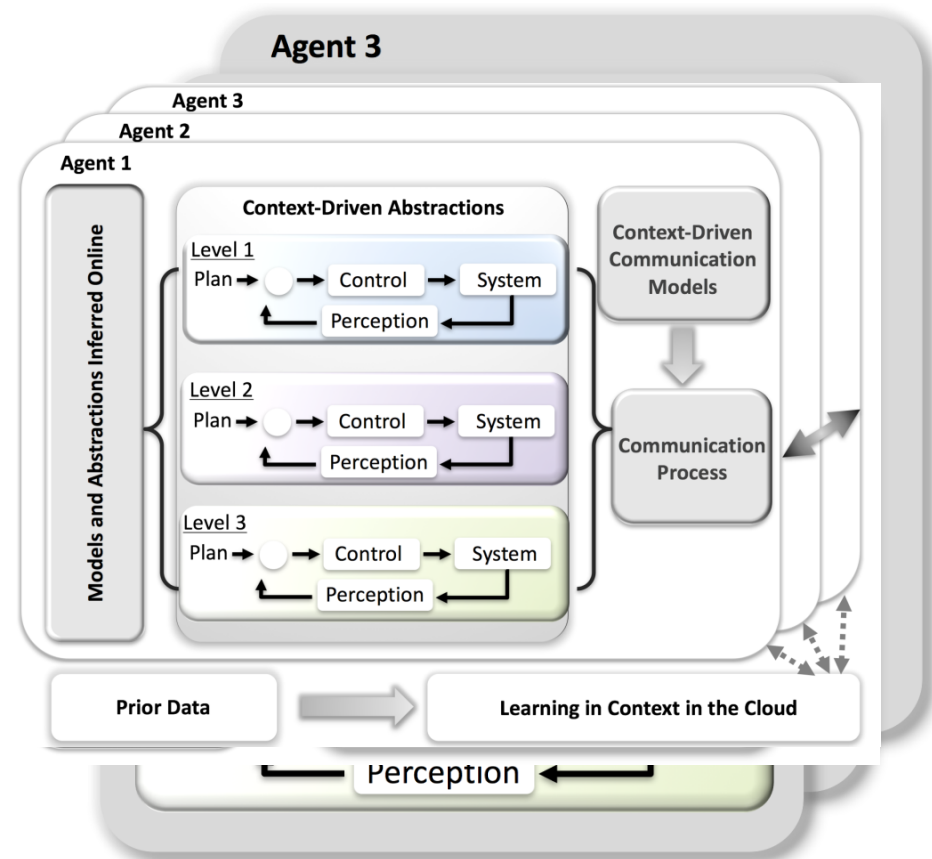 Agent 3
Agent 3
Agent 2
Agent 1
Models and Abstractions Inferred Online
Context-Driven Abstractions
Level 1
Plan
Control
System
Perception
Level 2
Plan
Control
System
Perception
Level 3
Plan
Control
System
Perception
Context-Driven
Communication
Models
Communication
Process
Prior Data
Learning in Context in the Cloud
Perception